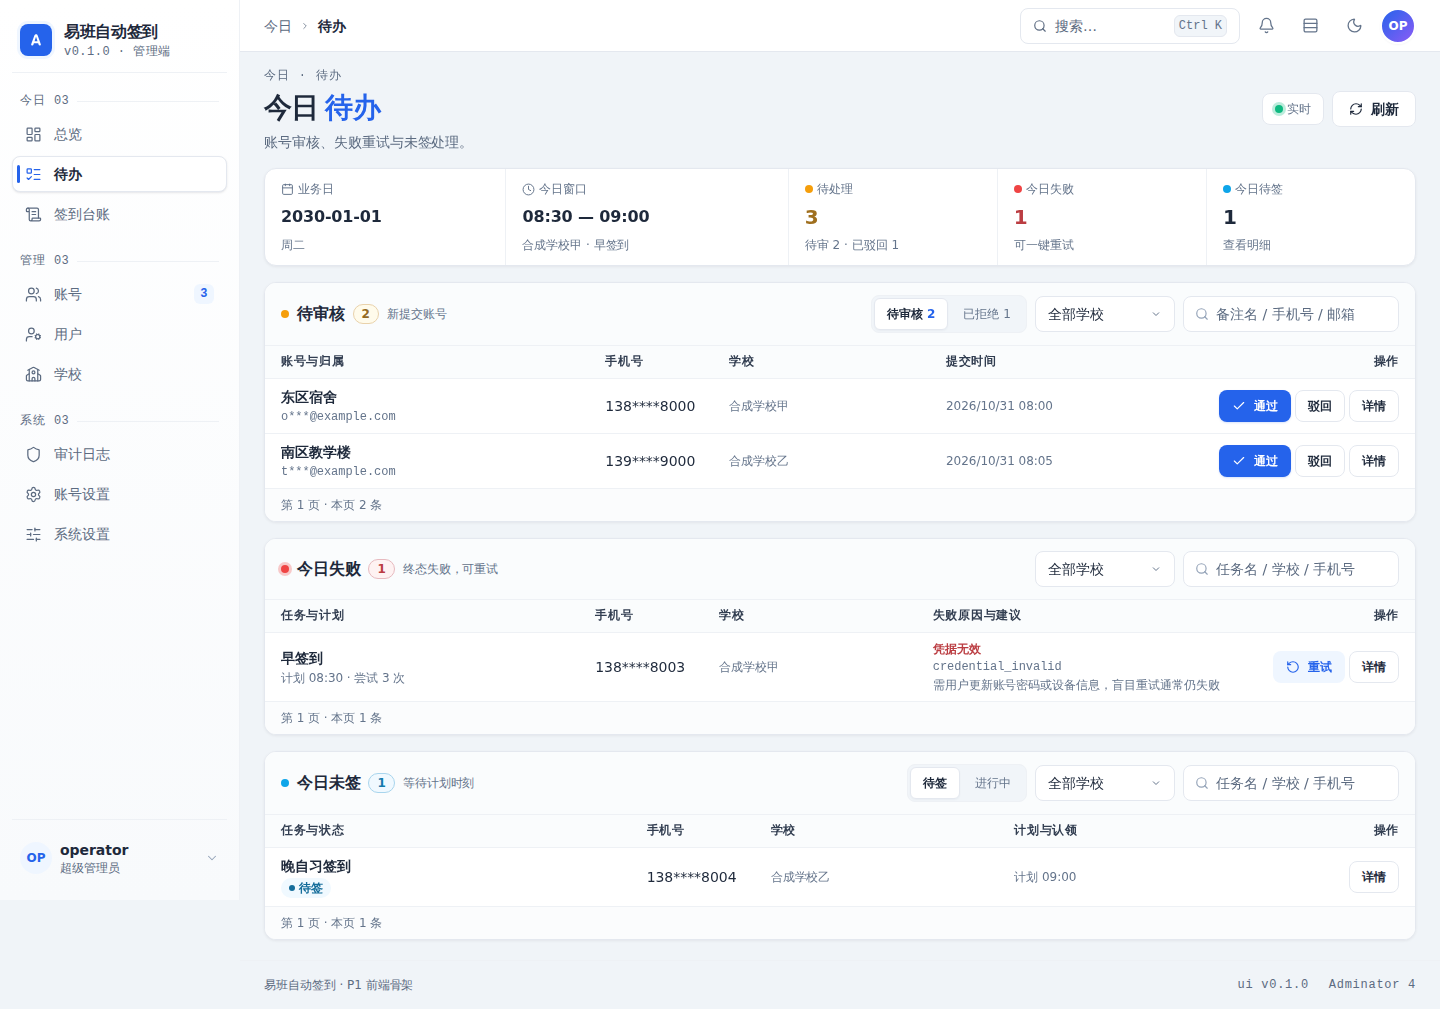 易班自动签到
v0.1.0 · 管理端
今日 03
总览
待办
签到台账
管理 03
账号 3
用户
学校
系统 03
审计日志
账号设置
系统设置
OP operator
超级管理员
今日 › 待办
搜索… Ctrl K
OP
今日 · 待办
今日 待办
账号审核、失败重试与未签处理。
实时
刷新
业务日
2030-01-01
周二
今日窗口
08:30 — 09:00
合成学校甲 · 早签到
待处理
3
待审 2 · 已驳回 1
今日失败
1
可一键重试
今日待签
1
查看明细
待审核 2 新提交账号 待审核 2 已拒绝 1 全部学校 备注名 / 手机号 / 邮箱
账号与归属 手机号 学校 提交时间 操作
东区宿舍
o***@example.com
138****8000 合成学校甲 2026/10/31 08:00 通过 驳回 详情
南区教学楼
t***@example.com
139****9000 合成学校乙 2026/10/31 08:05 通过 驳回 详情
第 1 页 · 本页 2 条
今日失败 1 终态失败，可重试 全部学校 任务名 / 学校 / 手机号
任务与计划 手机号 学校 失败原因与建议 操作
早签到
计划 08:30 · 尝试 3 次
138****8003 合成学校甲
凭据无效
credential_invalid
需用户更新账号密码或设备信息，盲目重试通常仍失败
重试 详情
第 1 页 · 本页 1 条
今日未签 1 等待计划时刻 待签 进行中 全部学校 任务名 / 学校 / 手机号
任务与状态 手机号 学校 计划与认领 操作
晚自习签到
待签
138****8004 合成学校乙 计划 09:00 详情
第 1 页 · 本页 1 条
易班自动签到 · P1 前端骨架
ui v0.1.0 Adminator 4